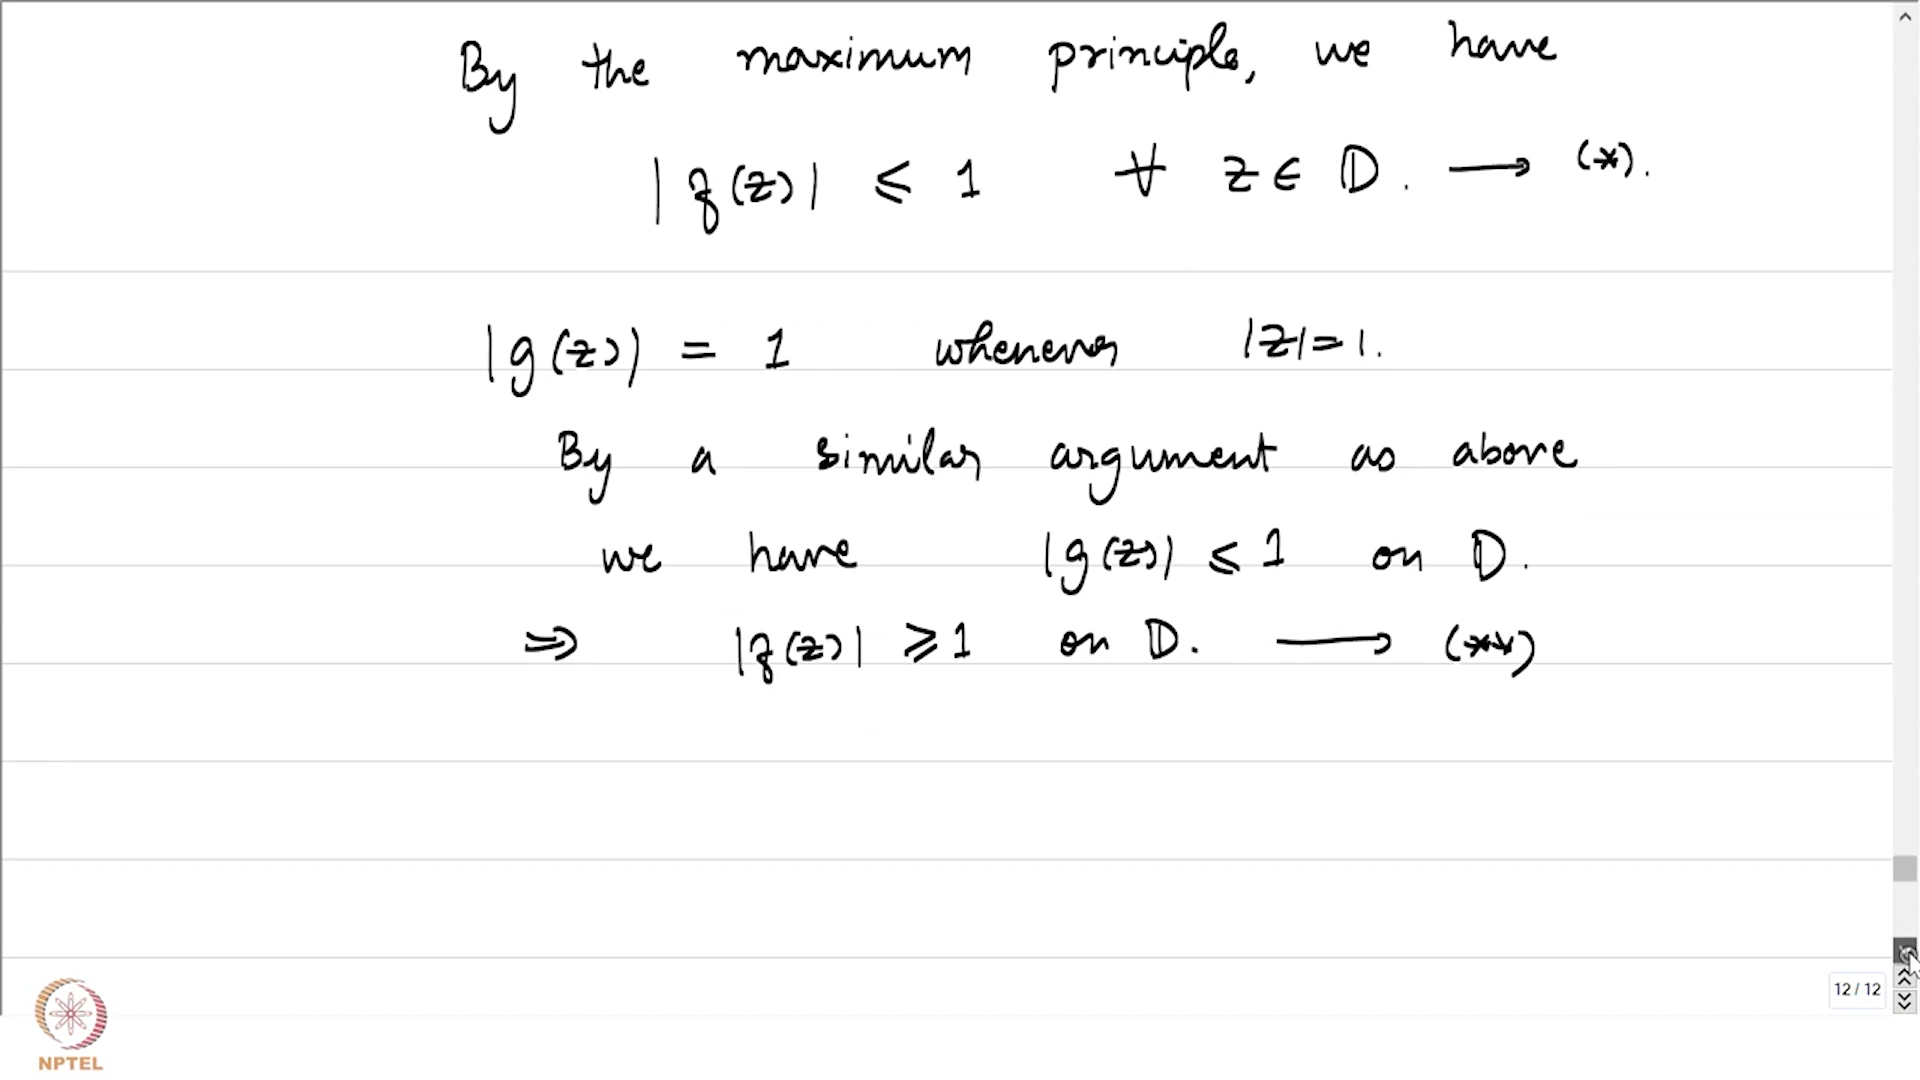 By the maximum principle, we have
|f(z)| ≤ 1 ∀ z ∈ 𝔻. ⟶ (*).
|g(z)| = 1 whenever |z| = 1.
By a similar argument as above
we have |g(z)| ≤ 1 on 𝔻.
⇒ |f(z)| ≥ 1 on 𝔻. ⟶ (**)
12 / 12
NPTEL